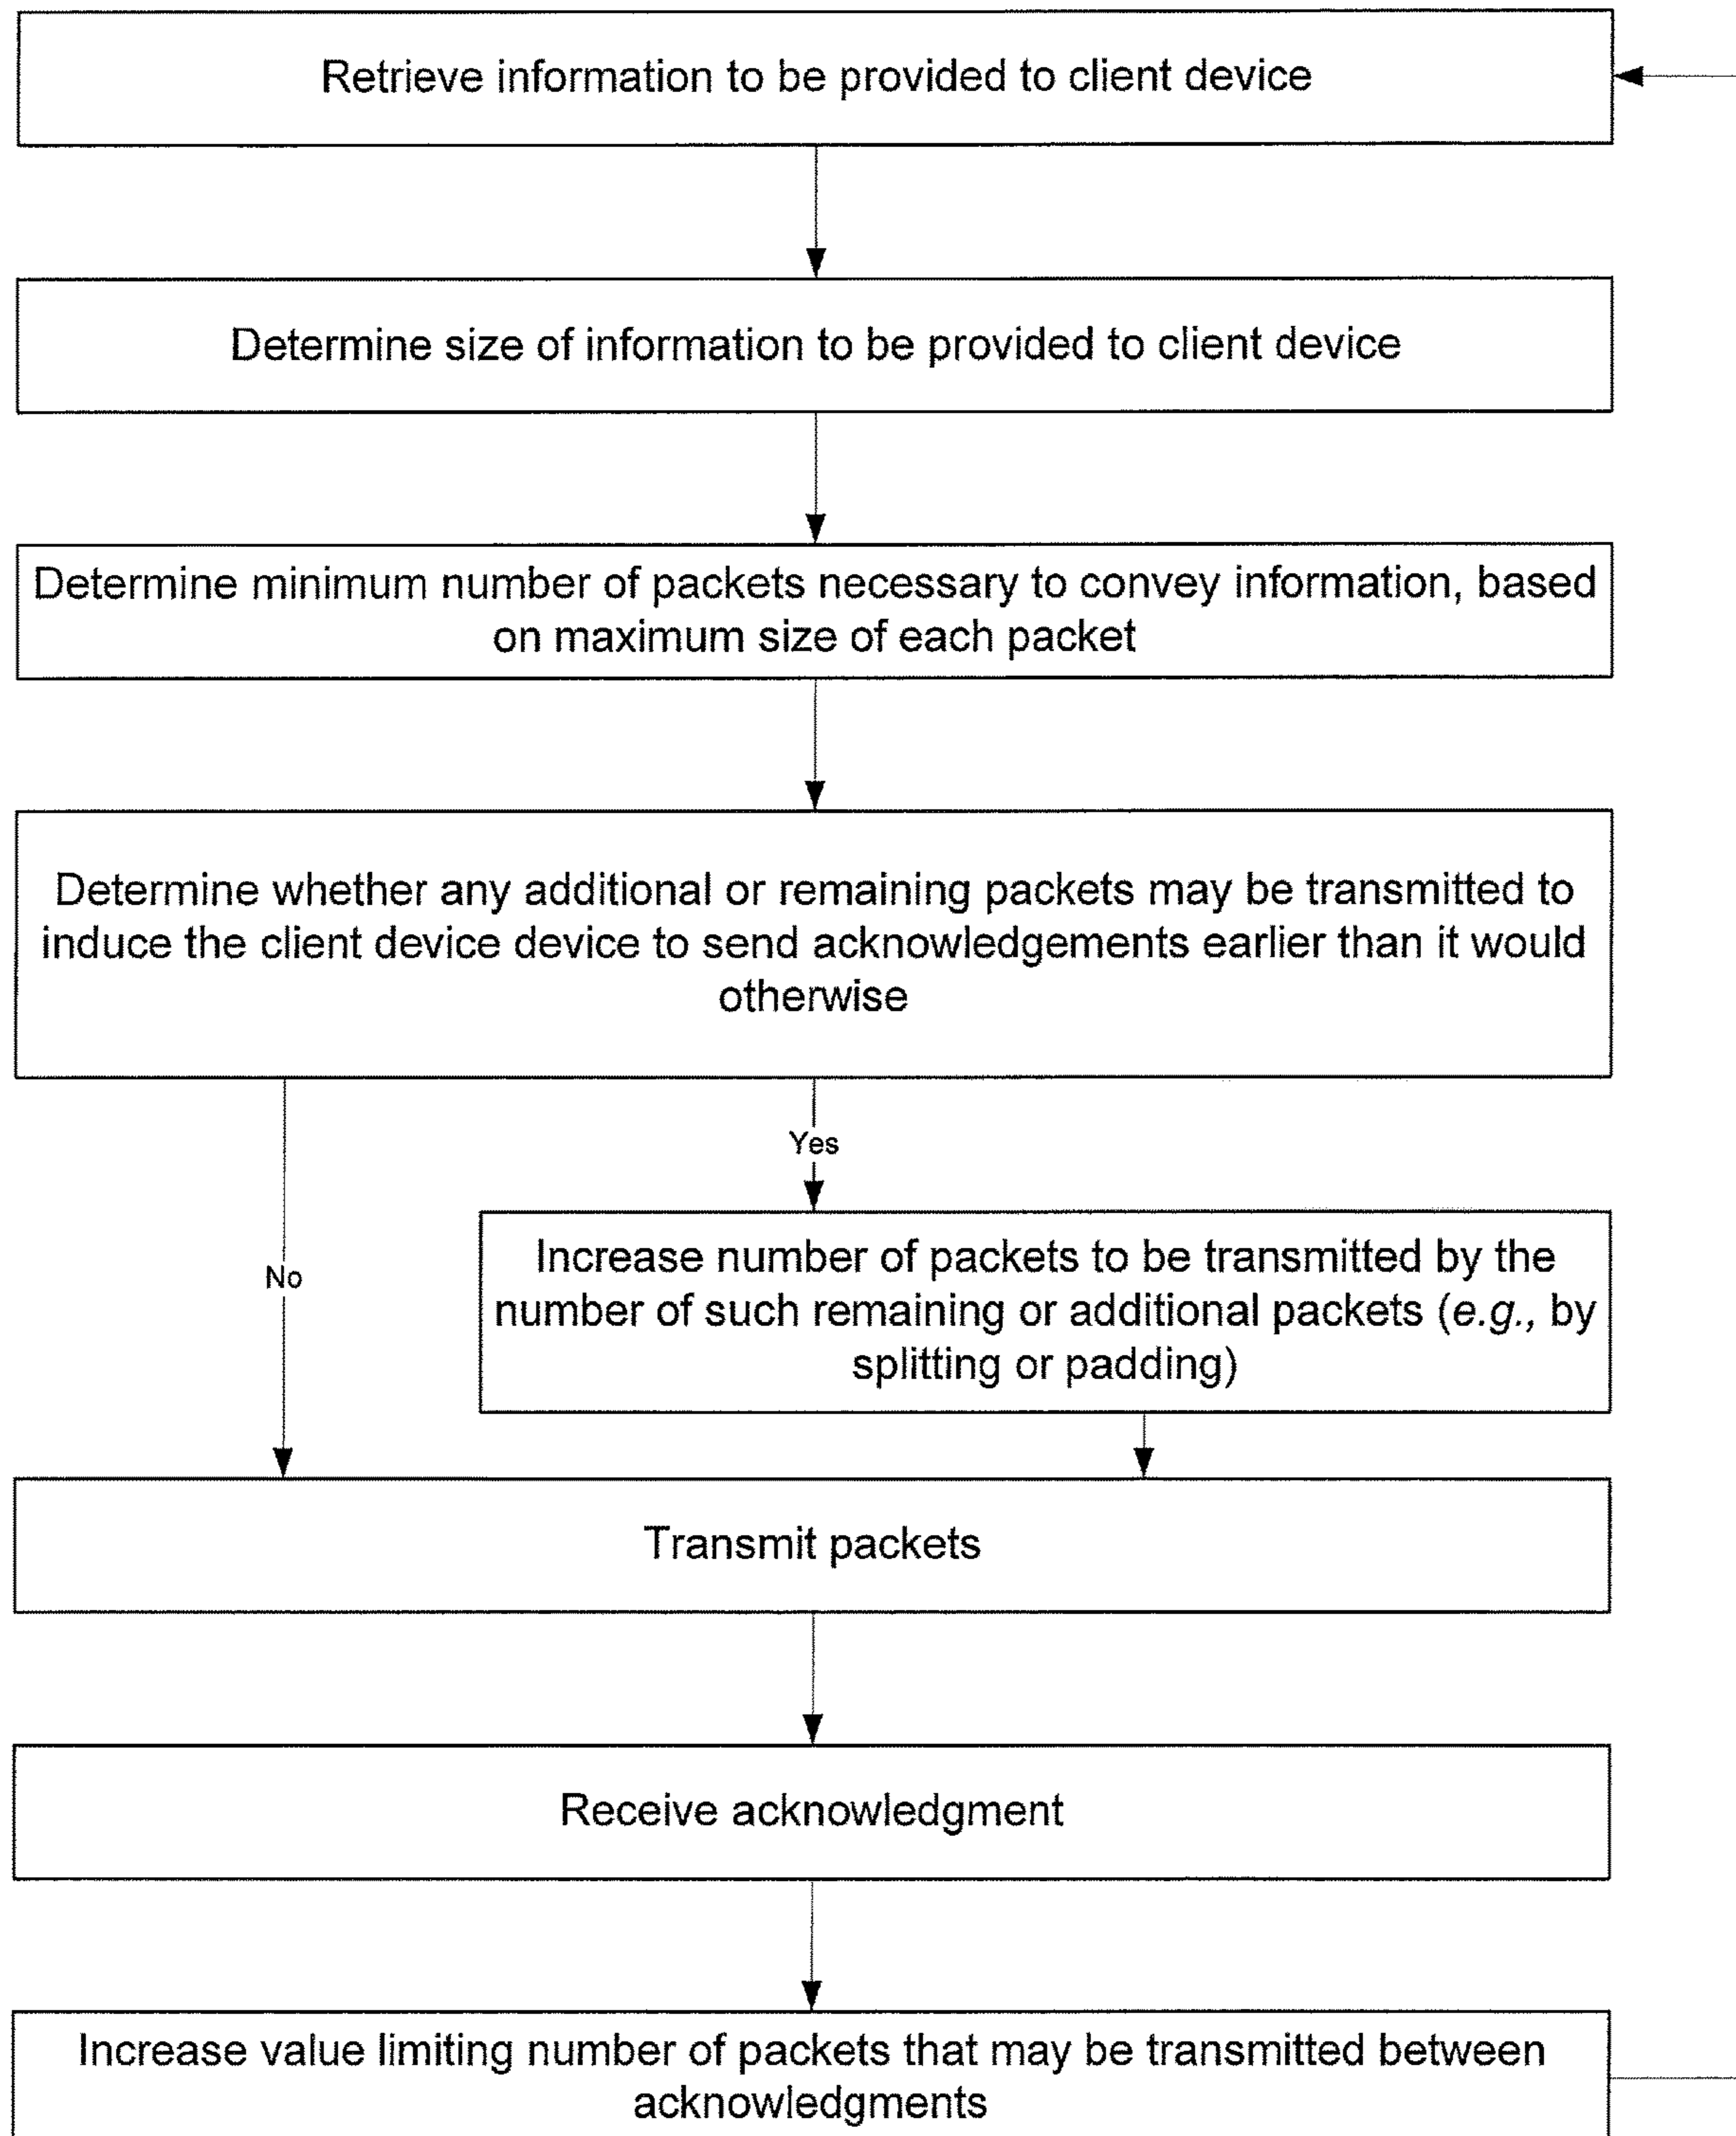 Retrieve information to be provided to client device
Determine size of information to be provided to client device
Determine minimum number of packets necessary to convey information, based
on maximum size of each packet
Determine whether any additional or remaining packets may be transmitted to
induce the client device device to send acknowledgements earlier than it would
otherwise
Yes
No
Increase number of packets to be transmitted by the
number of such remaining or additional packets (e.g., by
splitting or padding)
Transmit packets
Receive acknowledgment
Increase value limiting number of packets that may be transmitted between
acknowledgments